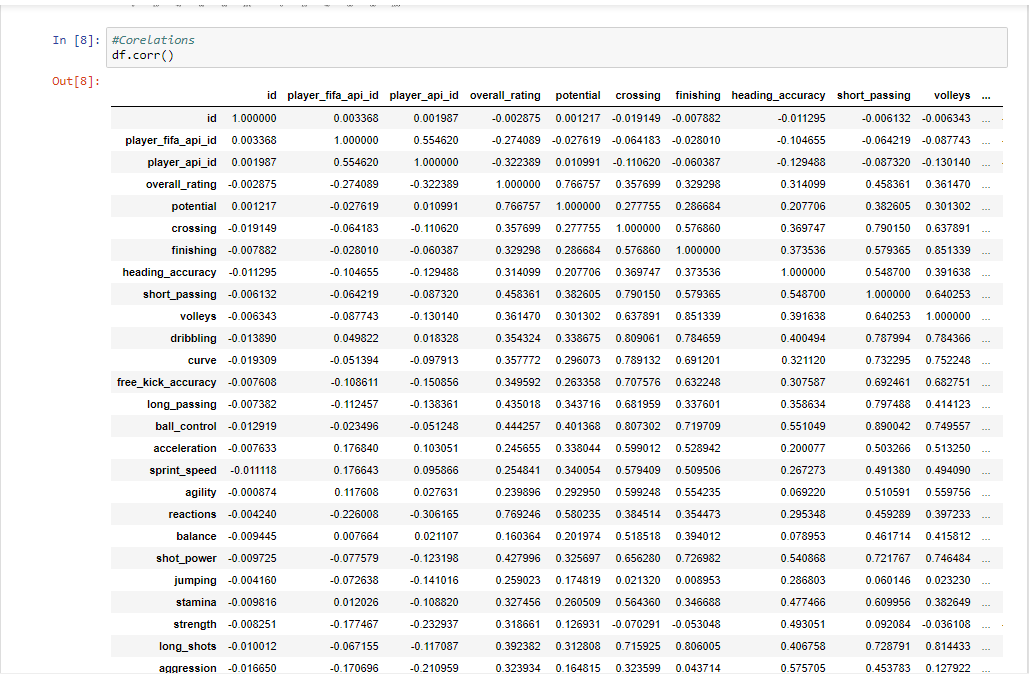 In [8]: #Corelations
df.corr()
Out[8]:
id player_fifa_api_id player_api_id overall_rating potential crossing finishing heading_accuracy short_passing volleys ...
id 1.000000 0.003368 0.001987 -0.002875 0.001217 -0.019149 -0.007882 -0.011295 -0.006132 -0.006343 ...
player_fifa_api_id 0.003368 1.000000 0.554620 -0.274089 -0.027619 -0.064183 -0.028010 -0.104655 -0.064219 -0.087743 ...
player_api_id 0.001987 0.554620 1.000000 -0.322389 0.010991 -0.110620 -0.060387 -0.129488 -0.087320 -0.130140 ...
overall_rating -0.002875 -0.274089 -0.322389 1.000000 0.766757 0.357699 0.329298 0.314099 0.458361 0.361470 ...
potential 0.001217 -0.027619 0.010991 0.766757 1.000000 0.277755 0.286684 0.207706 0.382605 0.301302 ...
crossing -0.019149 -0.064183 -0.110620 0.357699 0.277755 1.000000 0.576860 0.369747 0.790150 0.637891 ...
finishing -0.007882 -0.028010 -0.060387 0.329298 0.286684 0.576860 1.000000 0.373536 0.579365 0.851339 ...
heading_accuracy -0.011295 -0.104655 -0.129488 0.314099 0.207706 0.369747 0.373536 1.000000 0.548700 0.391638 ...
short_passing -0.006132 -0.064219 -0.087320 0.458361 0.382605 0.790150 0.579365 0.548700 1.000000 0.640253 ...
volleys -0.006343 -0.087743 -0.130140 0.361470 0.301302 0.637891 0.851339 0.391638 0.640253 1.000000 ...
dribbling -0.013890 0.049822 0.018328 0.354324 0.338675 0.809061 0.784659 0.400494 0.787994 0.784366 ...
curve -0.019309 -0.051394 -0.097913 0.357772 0.296073 0.789132 0.691201 0.321120 0.732295 0.752248 ...
free_kick_accuracy -0.007608 -0.108611 -0.150856 0.349592 0.263358 0.707576 0.632248 0.307587 0.692461 0.682751 ...
long_passing -0.007382 -0.112457 -0.138361 0.435018 0.343716 0.681959 0.337601 0.358634 0.797488 0.414123 ...
ball_control -0.012919 -0.023496 -0.051248 0.444257 0.401368 0.807302 0.719709 0.551049 0.890042 0.749557 ...
acceleration -0.007633 0.176840 0.103051 0.245655 0.338044 0.599012 0.528942 0.200077 0.503266 0.513250 ...
sprint_speed -0.011118 0.176643 0.095866 0.254841 0.340054 0.579409 0.509506 0.267273 0.491380 0.494090 ...
agility -0.000874 0.117608 0.027631 0.239896 0.292950 0.599248 0.554235 0.069220 0.510591 0.559756 ...
reactions -0.004240 -0.226008 -0.306165 0.769246 0.580235 0.384514 0.354473 0.295348 0.459289 0.397233 ...
balance -0.009445 0.007664 0.021107 0.160364 0.201974 0.518518 0.394012 0.078953 0.461714 0.415812 ...
shot_power -0.009725 -0.077579 -0.123198 0.427996 0.325697 0.656280 0.726982 0.540868 0.721767 0.746484 ...
jumping -0.004160 -0.072638 -0.141016 0.259023 0.174819 0.021320 0.008953 0.286803 0.060146 0.023230 ...
stamina -0.009816 0.012026 -0.108820 0.327456 0.260509 0.564360 0.346688 0.477466 0.609956 0.382649 ...
strength -0.008251 -0.177467 -0.232937 0.318661 0.126931 -0.070291 -0.053048 0.493051 0.092084 -0.036108 ...
long_shots -0.010012 -0.067155 -0.117087 0.392382 0.312808 0.715925 0.806005 0.406758 0.728791 0.814433 ...
aggression -0.016650 -0.170696 -0.210959 0.323934 0.164815 0.323599 0.043714 0.575705 0.453783 0.127922 ...